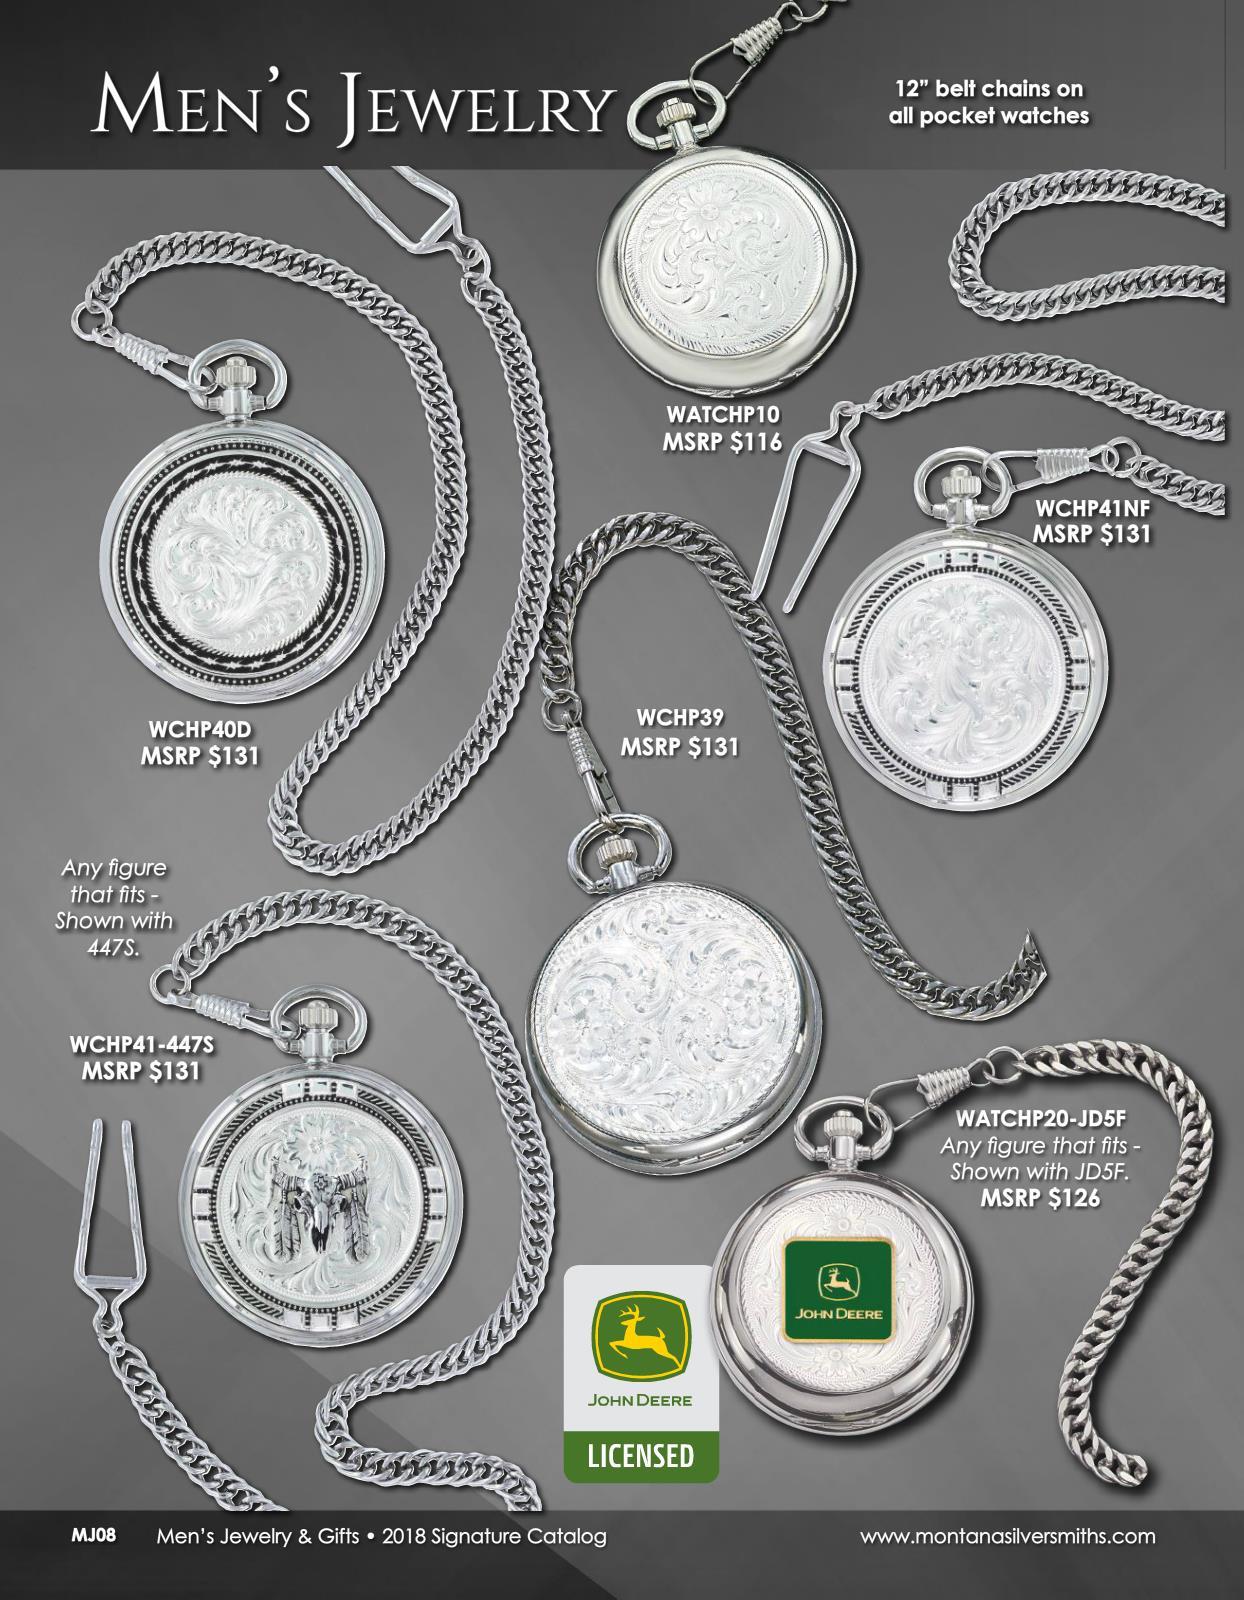 MEN'S JEWELRY
12” belt chains on
all pocket watches
WATCHP10
MSRP $116
WCHP41NF
MSRP $131
WCHP40D
MSRP $131
WCHP39
MSRP $131
Any figure
that fits -
Shown with
447S.
WCHP41-447S
MSRP $131
WATCHP20-JD5F
Any figure that fits -
Shown with JD5F.
MSRP $126
JOHN DEERE
JOHN DEERE
LICENSED
MJ08 Men’s Jewelry & Gifts • 2018 Signature Catalog www.montanasilversmiths.com